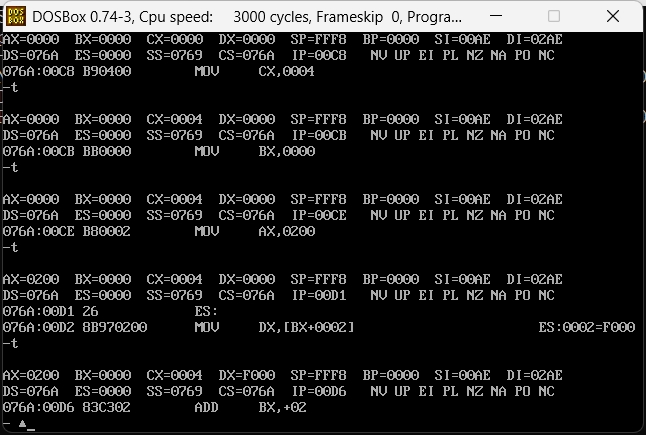 DOSBox 0.74-3, Cpu speed: 3000 cycles, Frameskip 0, Progra...
AX=0000 BX=0000 CX=0000 DX=0000 SP=FFF8 BP=0000 SI=00AE DI=02AE
DS=076A ES=0000 SS=0769 CS=076A IP=00C8 NV UP EI PL NZ NA PO NC
076A:00C8 B90400 MOV CX,0004
-t
AX=0000 BX=0000 CX=0004 DX=0000 SP=FFF8 BP=0000 SI=00AE DI=02AE
DS=076A ES=0000 SS=0769 CS=076A IP=00CB NV UP EI PL NZ NA PO NC
076A:00CB BB0000 MOV BX,0000
-t
AX=0000 BX=0000 CX=0004 DX=0000 SP=FFF8 BP=0000 SI=00AE DI=02AE
DS=076A ES=0000 SS=0769 CS=076A IP=00CE NV UP EI PL NZ NA PO NC
076A:00CE B80002 MOV AX,0200
-t
AX=0200 BX=0000 CX=0004 DX=0000 SP=FFF8 BP=0000 SI=00AE DI=02AE
DS=076A ES=0000 SS=0769 CS=076A IP=00D1 NV UP EI PL NZ NA PO NC
076A:00D1 26 ES:
076A:00D2 8B970200 MOV DX,[BX+0002] ES:0002=F000
-t
AX=0200 BX=0000 CX=0004 DX=F000 SP=FFF8 BP=0000 SI=00AE DI=02AE
DS=076A ES=0000 SS=0769 CS=076A IP=00D6 NV UP EI PL NZ NA PO NC
076A:00D6 83C302 ADD BX,+02
- ▲_